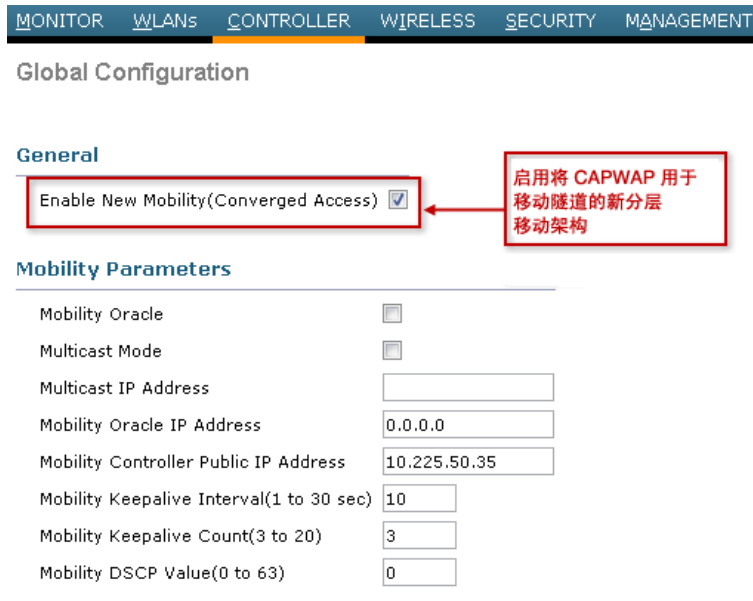 MONITOR WLANs CONTROLLER WIRELESS SECURITY MANAGEMENT
Global Configuration
General
Enable New Mobility(Converged Access)
启用将 CAPWAP 用于
移动隧道的新分层
移动架构
Mobility Parameters
Mobility Oracle
Multicast Mode
Multicast IP Address
Mobility Oracle IP Address 0.0.0.0
Mobility Controller Public IP Address 10.225.50.35
Mobility Keepalive Interval(1 to 30 sec) 10
Mobility Keepalive Count(3 to 20) 3
Mobility DSCP Value(0 to 63) 0